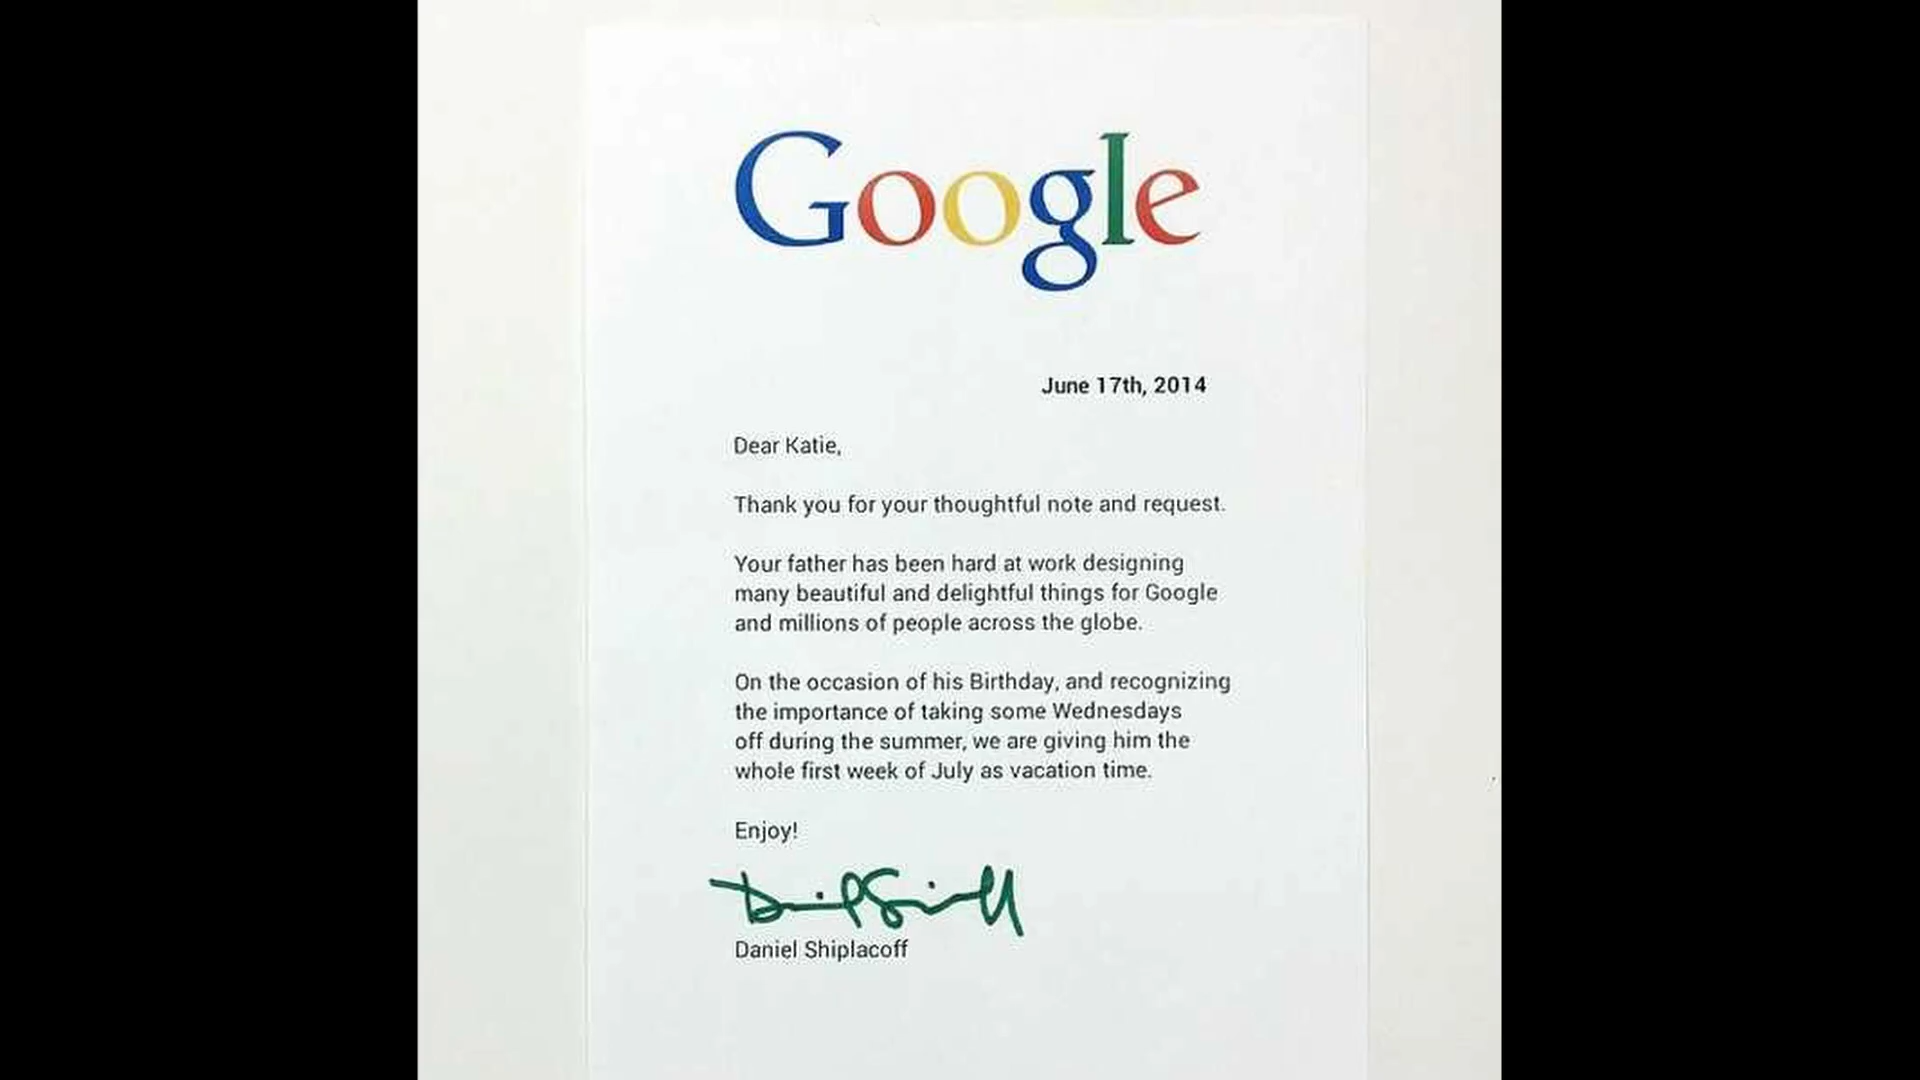 Google
June 17th, 2014
Dear Katie,
Thank you for your thoughtful note and request.
Your father has been hard at work designing
many beautiful and delightful things for Google
and millions of people across the globe.
On the occasion of his Birthday, and recognizing
the importance of taking some Wednesdays
off during the summer, we are giving him the
whole first week of July as vacation time.
Enjoy!
Daniel Shiplacoff